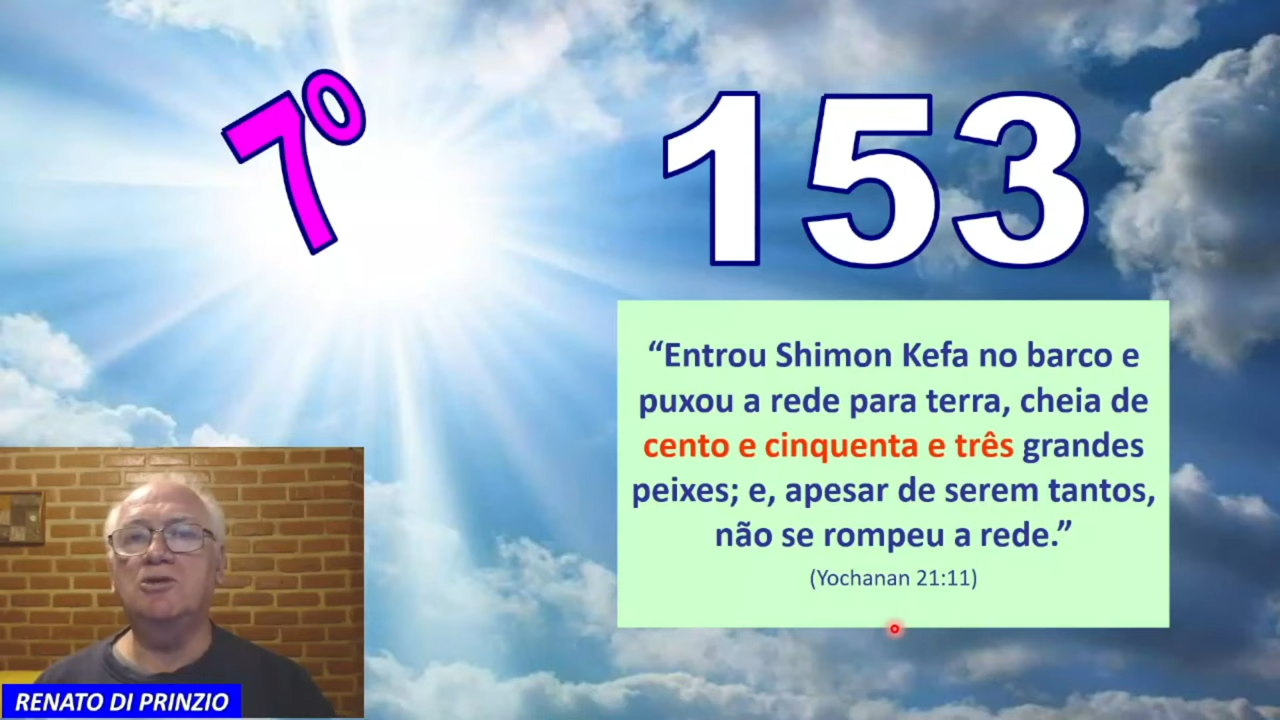 7º
153
“Entrou Shimon Kefa no barco e
puxou a rede para terra, cheia de
cento e cinquenta e três grandes
peixes; e, apesar de serem tantos,
não se rompeu a rede.”
(Yochanan 21:11)
RENATO DI PRINZIO